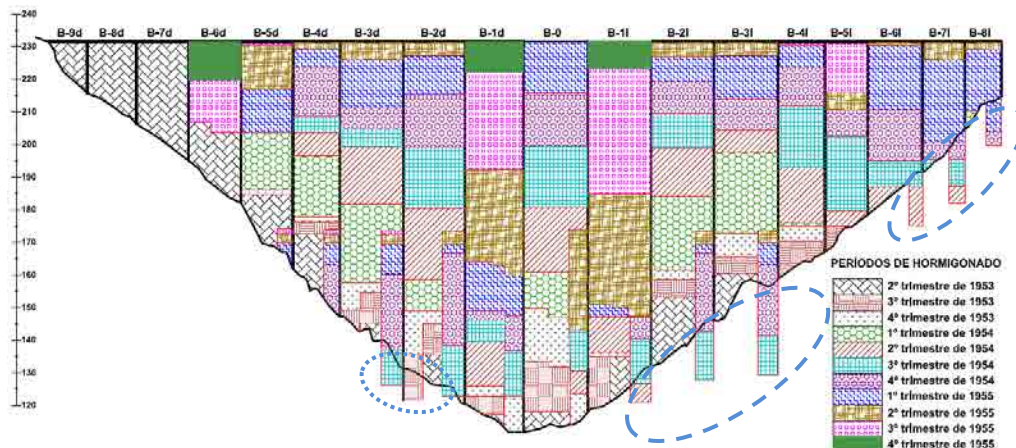 B-9d B-8d B-7d B-6d B-5d B-4d B-3d B-2d B-1d B-0 B-1I B-2I B-3I B-4I B-5I B-6I B-7I B-8I
240
230
220
210
200
190
180
170
160
150
140
130
120
PERÍODOS DE HORMIGONADO
2º trimestre de 1953
3º trimestre de 1953
4º trimestre de 1953
1º trimestre de 1954
2º trimestre de 1954
3º trimestre de 1954
4º trimestre de 1954
1º trimestre de 1955
2º trimestre de 1955
3º trimestre de 1955
4º trimestre de 1955